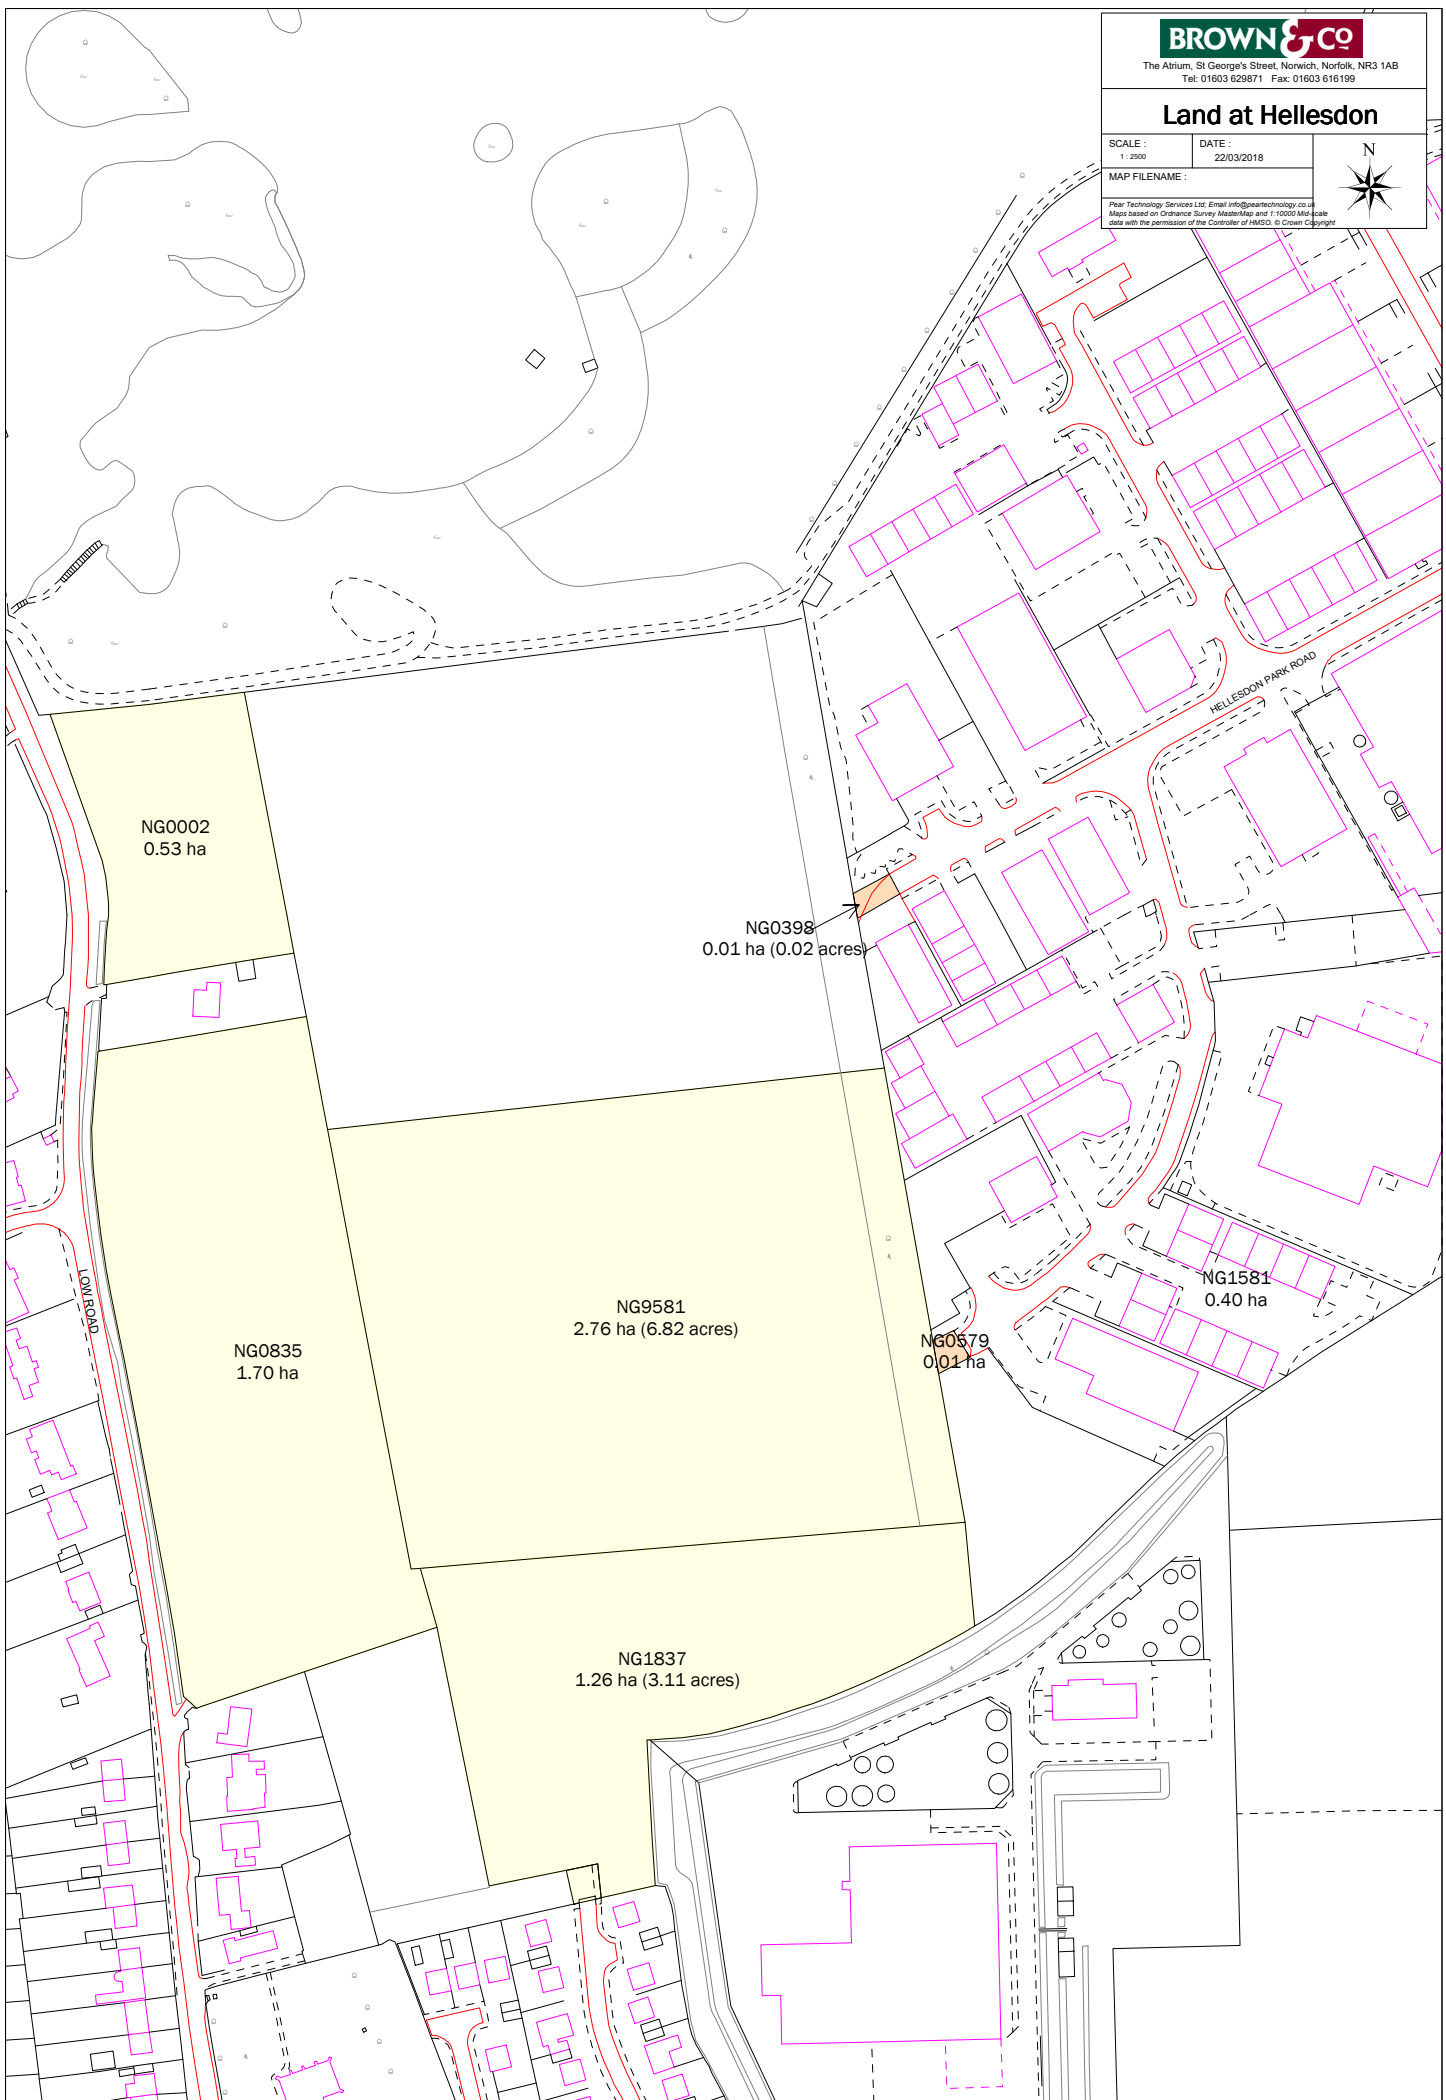 BROWN & CO
The Atrium, St George's Street, Norwich, Norfolk, NR3 1AB
Tel: 01603 629871 Fax: 01603 616199
Land at Hellesdon
SCALE :
1 : 2500
DATE :
22/03/2018
N
MAP FILENAME :
Pear Technology Services Ltd; Email info@peartechnology.co.uk
Maps based on Ordnance Survey MasterMap and 1:10000 Mid-scale
data with the permission of the Controller of HMSO. © Crown Copyright
HELLESDON PARK ROAD
NG0002
0.53 ha
NG0398
0.01 ha (0.02 acres)
NG1581
0.40 ha
LOW ROAD
NG9581
2.76 ha (6.82 acres)
NG0579
0.01 ha
NG0835
1.70 ha
NG1837
1.26 ha (3.11 acres)